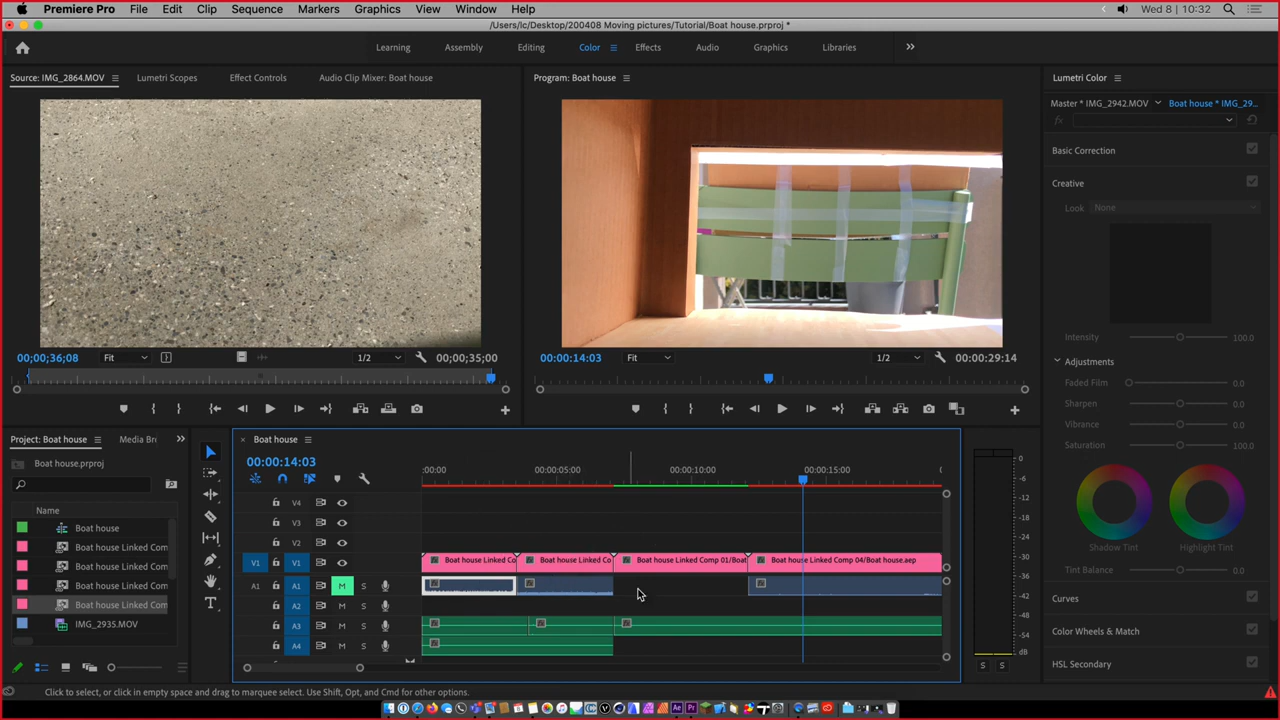 Premiere Pro File Edit Clip Sequence Markers Graphics View Window Help Wed 8 | 10:32
/Users/lc/Desktop/200408 Moving pictures/Tutorial/Boat house.prproj *
Learning Assembly Editing Color Effects Audio Graphics Libraries
Source: IMG_2864.MOV Lumetri Scopes Effect Controls Audio Clip Mixer: Boat house
Program: Boat house
Lumetri Color
Master * IMG_2942.MOV Boat house * IMG_29...
fx
Basic Correction
Creative
Look None
Intensity 100.0
Adjustments
Faded Film 0.0
Sharpen 0.0
Vibrance 0.0
Saturation 100.0
Shadow Tint Highlight Tint
Tint Balance 0.0
Curves
Color Wheels & Match
HSL Secondary
00;00;36;08 Fit 1/2 00;00;35;00
00:00:14:03 Fit 1/2 00:00:29:14
Project: Boat house Media Br
Boat house.prproj
Name
Boat house
Boat house Linked Com
Boat house Linked Com
Boat house Linked Com
Boat house Linked Com
IMG_2935.MOV
Boat house
00:00:14:03
:00:00 00:00:05:00 00:00:10:00 00:00:15:00 0
V4
V3
V2
V1 V1 Boat house Linked Co Boat house Linked Co Boat house Linked Comp 01/Boat Boat house Linked Comp 04/Boat house.aep
A1 A1 M S
A2 M S
A3 M S
A4 M S
0
-6
-12
-18
-24
-30
-36
-42
-48
-54
dB
S S
Click to select, or click in empty space and drag to marquee select. Use Shift, Opt, and Cmd for other options.
Ae Pr